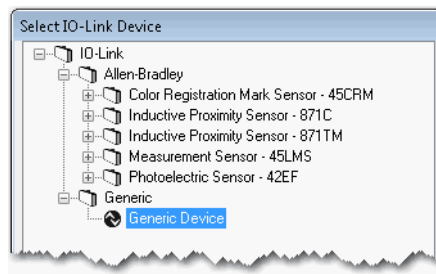 Select IO-Link Device
IO-Link
Allen-Bradley
Color Registration Mark Sensor - 45CRM
Inductive Proximity Sensor - 871C
Inductive Proximity Sensor - 871TM
Measurement Sensor - 45LMS
Photoelectric Sensor - 42EF
Generic
Generic Device